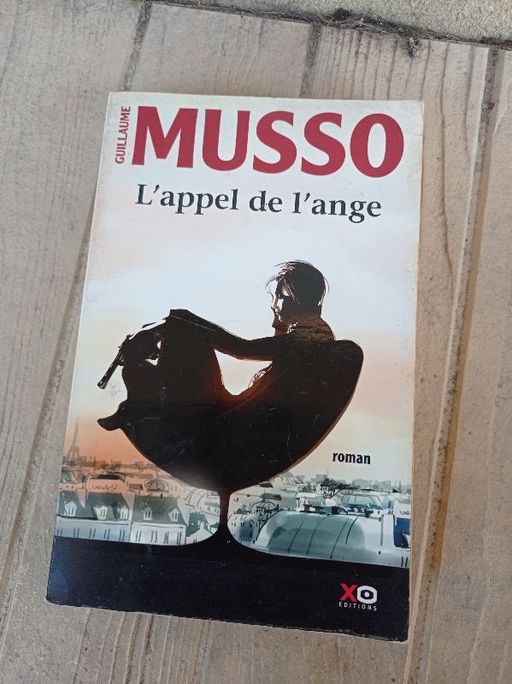 GUILLAUME
MUSSO
L'appel de l'ange
roman
XO
EDITIONS